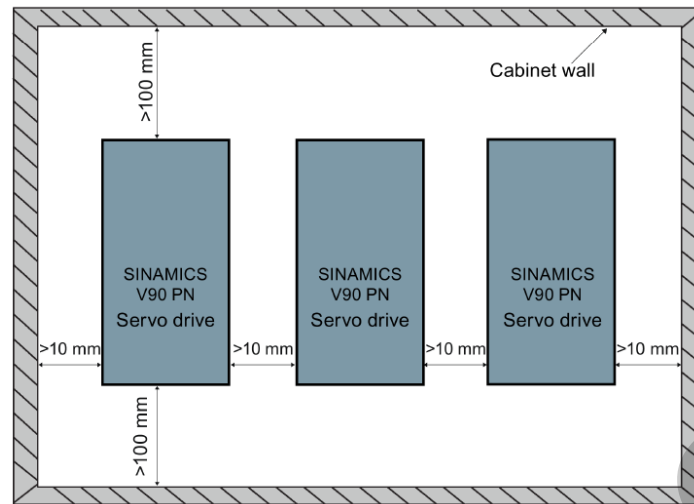 >100 mm
Cabinet wall
SINAMICS
V90 PN
Servo drive
SINAMICS
V90 PN
Servo drive
SINAMICS
V90 PN
Servo drive
>10 mm
>10 mm
>10 mm
>10 mm
>100 mm